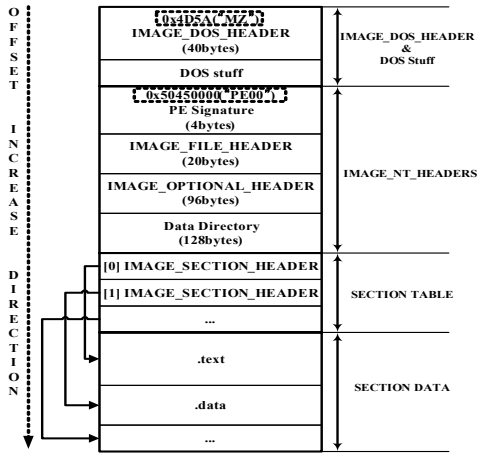 OFFSET INCREASE DIRECTION
0x4D5A("MZ")
IMAGE_DOS_HEADER
(40bytes)
DOS stuff
IMAGE_DOS_HEADER
&
DOS Stuff
0x50450000("PE00")
PE Signature
(4bytes)
IMAGE_FILE_HEADER
(20bytes)
IMAGE_OPTIONAL_HEADER
(96bytes)
Data Directory
(128bytes)
IMAGE_NT_HEADERS
[0] IMAGE_SECTION_HEADER
[1] IMAGE_SECTION_HEADER
...
SECTION TABLE
.text
.data
...
SECTION DATA